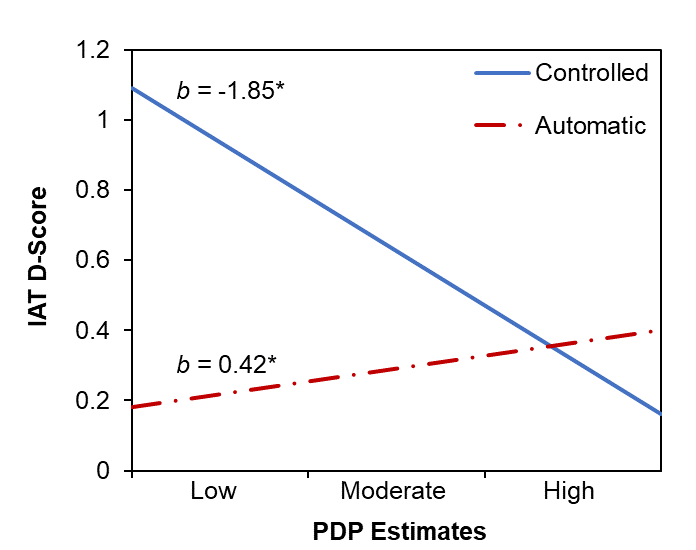 1.2
1
0.8
0.6
0.4
0.2
0
IAT D-Score
b = -1.85*
b = 0.42*
Controlled
Automatic
Low Moderate High
PDP Estimates